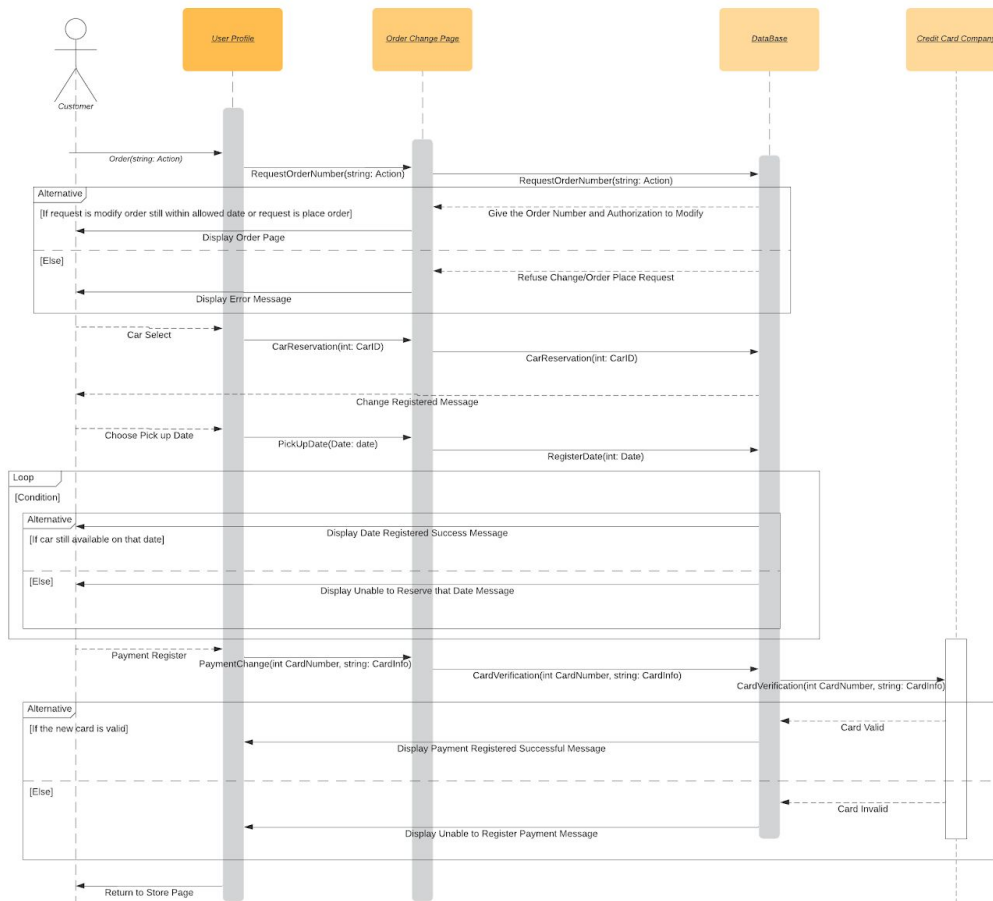 User Profile
Order Change Page
DataBase
Credit Card Company
Customer
Order(string: Action)
RequestOrderNumber(string: Action)
RequestOrderNumber(string: Action)
Alternative
[If request is modify order still within allowed date or request is place order]
Give the Order Number and Authorization to Modify
Display Order Page
[Else]
Refuse Change/Order Place Request
Display Error Message
Car Select
CarReservation(int: CarID)
CarReservation(int: CarID)
Change Registered Message
Choose Pick up Date
PickUpDate(Date: date)
RegisterDate(int: Date)
Loop
[Condition]
Alternative
Display Date Registered Success Message
[If car still available on that date]
[Else]
Display Unable to Reserve that Date Message
Payment Register
PaymentChange(int CardNumber, string: CardInfo)
CardVerification(int CardNumber, string: CardInfo)
CardVerification(int CardNumber, string: CardInfo)
Alternative
[If the new card is valid]
Card Valid
Display Payment Registered Successful Message
[Else]
Card Invalid
Display Unable to Register Payment Message
Return to Store Page